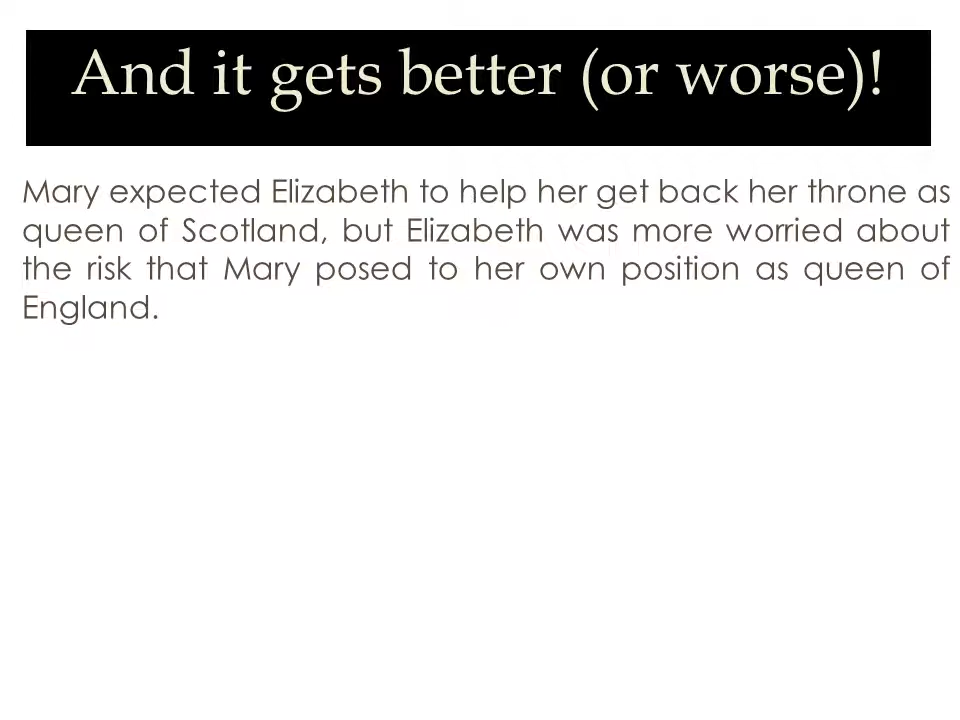 And it gets better (or worse)!
Mary expected Elizabeth to help her get back her throne as
queen of Scotland, but Elizabeth was more worried about
the risk that Mary posed to her own position as queen of
England.